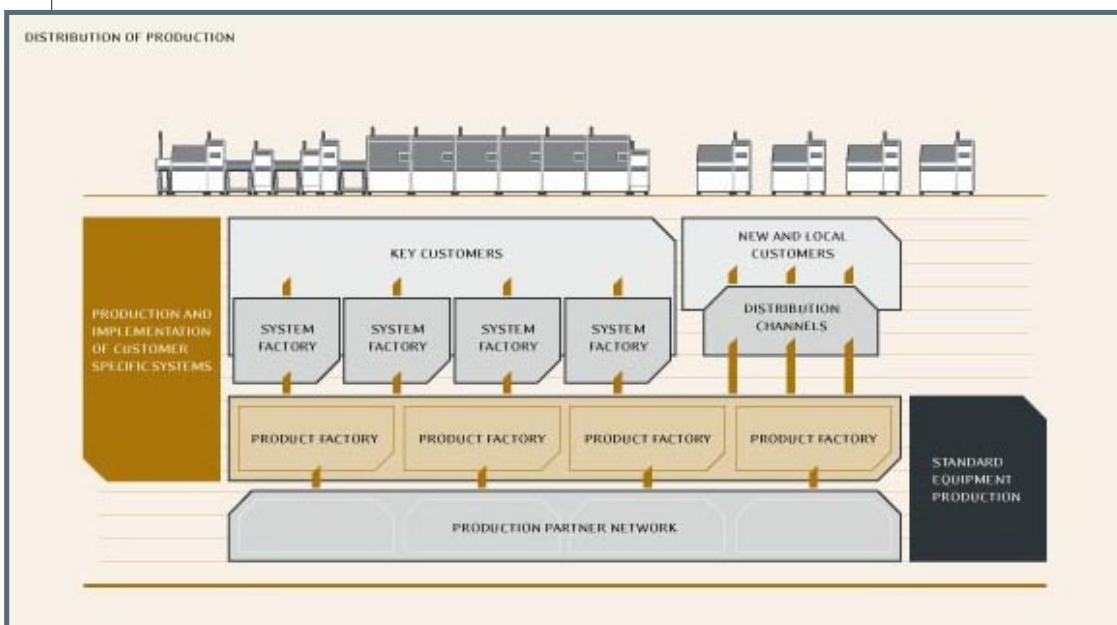 DISTRIBUTION OF PRODUCTION
KEY CUSTOMERS
NEW AND LOCAL
CUSTOMERS
PRODUCTION AND
IMPLEMENTATION
OF CUSTOMER
SPECIFIC SYSTEMS
SYSTEM
FACTORY
SYSTEM
FACTORY
SYSTEM
FACTORY
SYSTEM
FACTORY
DISTRIBUTION
CHANNELS
PRODUCT FACTORY
PRODUCT FACTORY
PRODUCT FACTORY
PRODUCT FACTORY
STANDARD
EQUIPMENT
PRODUCTION
PRODUCTION PARTNER NETWORK